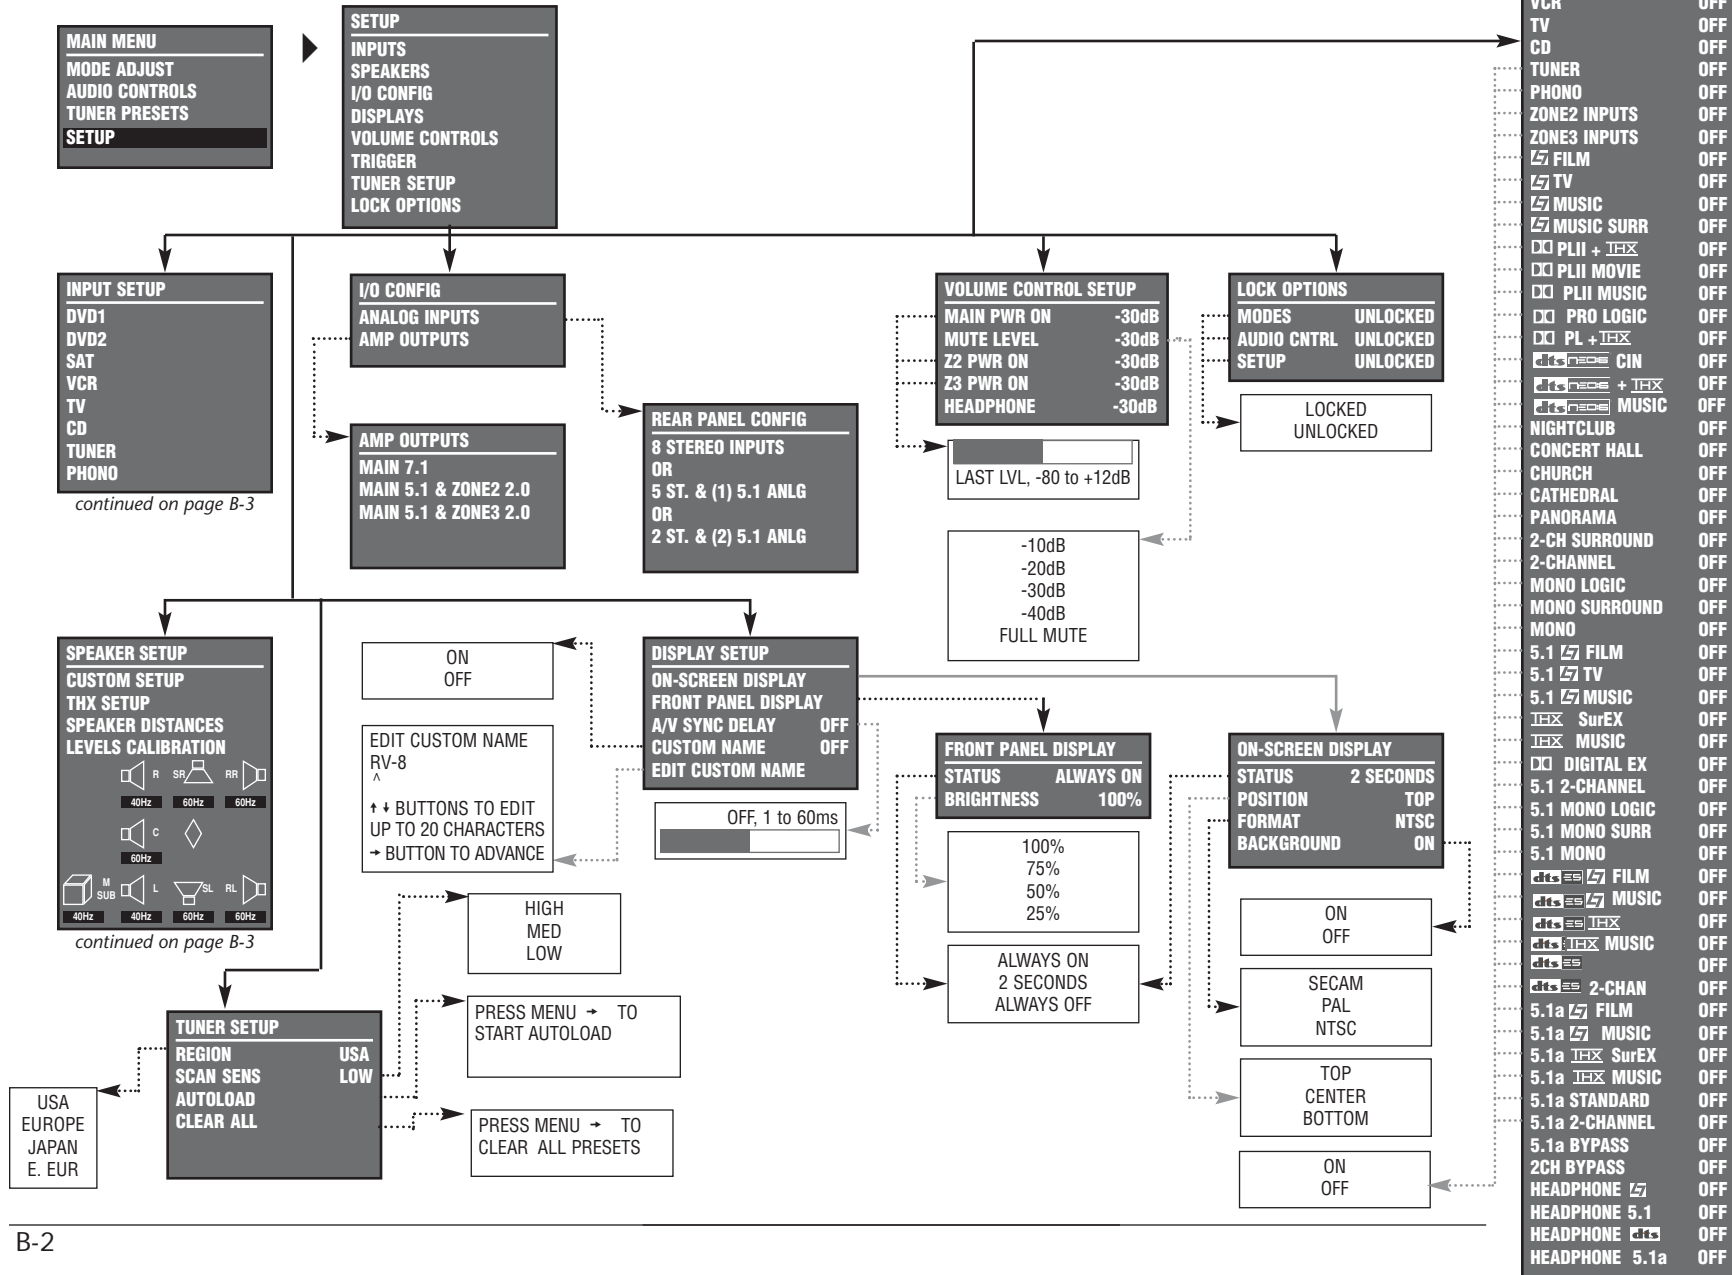 MAIN MENU
MODE ADJUST
AUDIO CONTROLS
TUNER PRESETS
SETUP
SETUP
INPUTS
SPEAKERS
I/O CONFIG
DISPLAYS
VOLUME CONTROLS
TRIGGER
TUNER SETUP
LOCK OPTIONS
INPUT SETUP
DVD1
DVD2
SAT
VCR
TV
CD
TUNER
PHONO
continued on page B-3
I/O CONFIG
ANALOG INPUTS
AMP OUTPUTS
AMP OUTPUTS
MAIN 7.1
MAIN 5.1 & ZONE2 2.0
MAIN 5.1 & ZONE3 2.0
REAR PANEL CONFIG
8 STEREO INPUTS
OR
5 ST. & (1) 5.1 ANLG
OR
2 ST. & (2) 5.1 ANLG
VOLUME CONTROL SETUP
MAIN PWR ON -30dB
MUTE LEVEL -30dB
Z2 PWR ON -30dB
Z3 PWR ON -30dB
HEADPHONE -30dB
LAST LVL, -80 to +12dB
-10dB
-20dB
-30dB
-40dB
FULL MUTE
LOCK OPTIONS
MODES UNLOCKED
AUDIO CNTRL UNLOCKED
SETUP UNLOCKED
LOCKED
UNLOCKED
SPEAKER SETUP
CUSTOM SETUP
THX SETUP
SPEAKER DISTANCES
LEVELS CALIBRATION
R SR RR
40Hz 60Hz 60Hz
C
60Hz
M
SUB L SL RL
40Hz 40Hz 60Hz 60Hz
continued on page B-3
ON
OFF
EDIT CUSTOM NAME
RV-8
^
↑ ↓ BUTTONS TO EDIT
UP TO 20 CHARACTERS
→ BUTTON TO ADVANCE
DISPLAY SETUP
ON-SCREEN DISPLAY
FRONT PANEL DISPLAY
A/V SYNC DELAY OFF
CUSTOM NAME OFF
EDIT CUSTOM NAME
OFF, 1 to 60ms
FRONT PANEL DISPLAY
STATUS ALWAYS ON
BRIGHTNESS 100%
100%
75%
50%
25%
ALWAYS ON
2 SECONDS
ALWAYS OFF
ON-SCREEN DISPLAY
STATUS 2 SECONDS
POSITION TOP
FORMAT NTSC
BACKGROUND ON
ON
OFF
SECAM
PAL
NTSC
TOP
CENTER
BOTTOM
ON
OFF
TUNER SETUP
REGION USA
SCAN SENS LOW
AUTOLOAD
CLEAR ALL
USA
EUROPE
JAPAN
E. EUR
HIGH
MED
LOW
PRESS MENU → TO
START AUTOLOAD
PRESS MENU → TO
CLEAR ALL PRESETS
VCR OFF
TV OFF
CD OFF
TUNER OFF
PHONO OFF
ZONE2 INPUTS OFF
ZONE3 INPUTS OFF
FILM OFF
TV OFF
MUSIC OFF
MUSIC SURR OFF
PLII + THX OFF
PLII MOVIE OFF
PLII MUSIC OFF
PRO LOGIC OFF
PL + THX OFF
dts NEO:6 CIN OFF
dts NEO:6 + THX OFF
dts NEO:6 MUSIC OFF
NIGHTCLUB OFF
CONCERT HALL OFF
CHURCH OFF
CATHEDRAL OFF
PANORAMA OFF
2-CH SURROUND OFF
2-CHANNEL OFF
MONO LOGIC OFF
MONO SURROUND OFF
MONO OFF
5.1 FILM OFF
5.1 TV OFF
5.1 MUSIC OFF
THX SurEX OFF
THX MUSIC OFF
DIGITAL EX OFF
5.1 2-CHANNEL OFF
5.1 MONO LOGIC OFF
5.1 MONO SURR OFF
5.1 MONO OFF
dts ES FILM OFF
dts ES MUSIC OFF
dts ES THX OFF
dts THX MUSIC OFF
dts ES OFF
dts ES 2-CHAN OFF
5.1a FILM OFF
5.1a MUSIC OFF
5.1a THX SurEX OFF
5.1a THX MUSIC OFF
5.1a STANDARD OFF
5.1a 2-CHANNEL OFF
5.1a BYPASS OFF
2CH BYPASS OFF
HEADPHONE OFF
HEADPHONE 5.1 OFF
HEADPHONE dts OFF
HEADPHONE 5.1a OFF
B-2